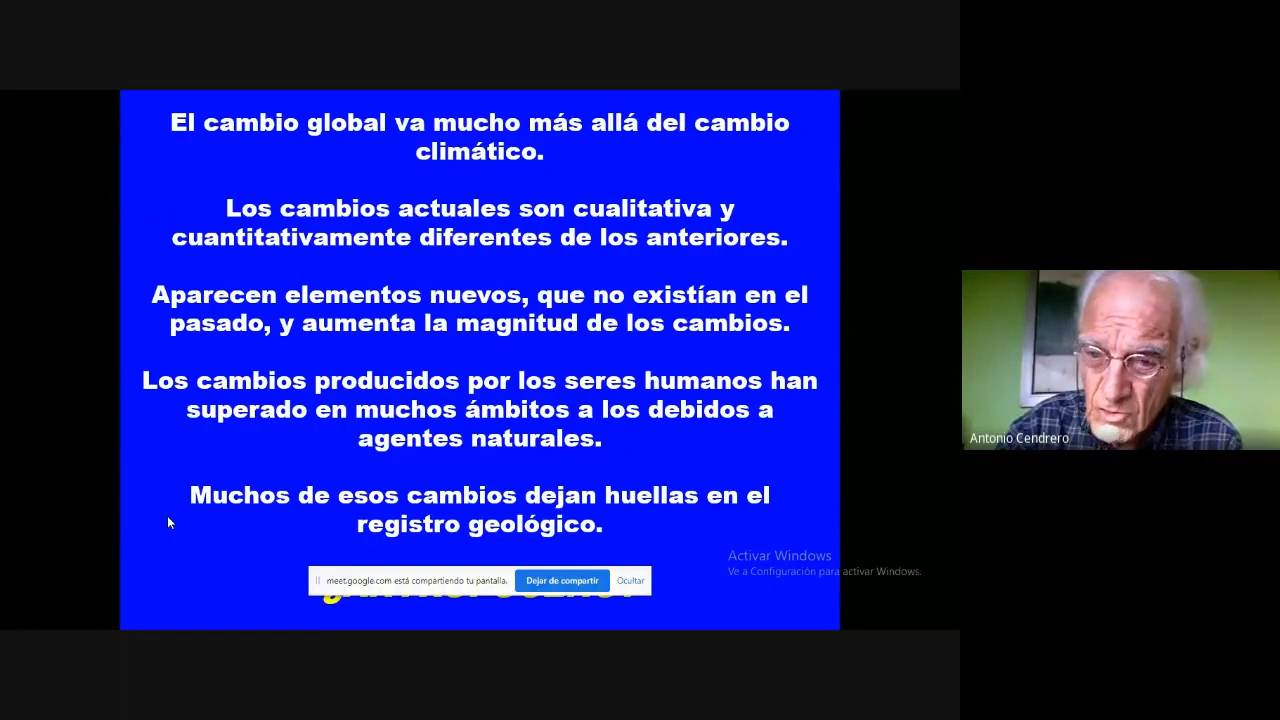 El cambio global va mucho más allá del cambio
climático.
Los cambios actuales son cualitativa y
cuantitativamente diferentes de los anteriores.
Aparecen elementos nuevos, que no existían en el
pasado, y aumenta la magnitud de los cambios.
Los cambios producidos por los seres humanos han
superado en muchos ámbitos a los debidos a
agentes naturales.
Muchos de esos cambios dejan huellas en el
registro geológico.
meet.google.com está compartiendo tu pantalla.
Dejar de compartir
Ocultar
Activar Windows
Ve a Configuración para activar Windows.
Antonio Cendrero